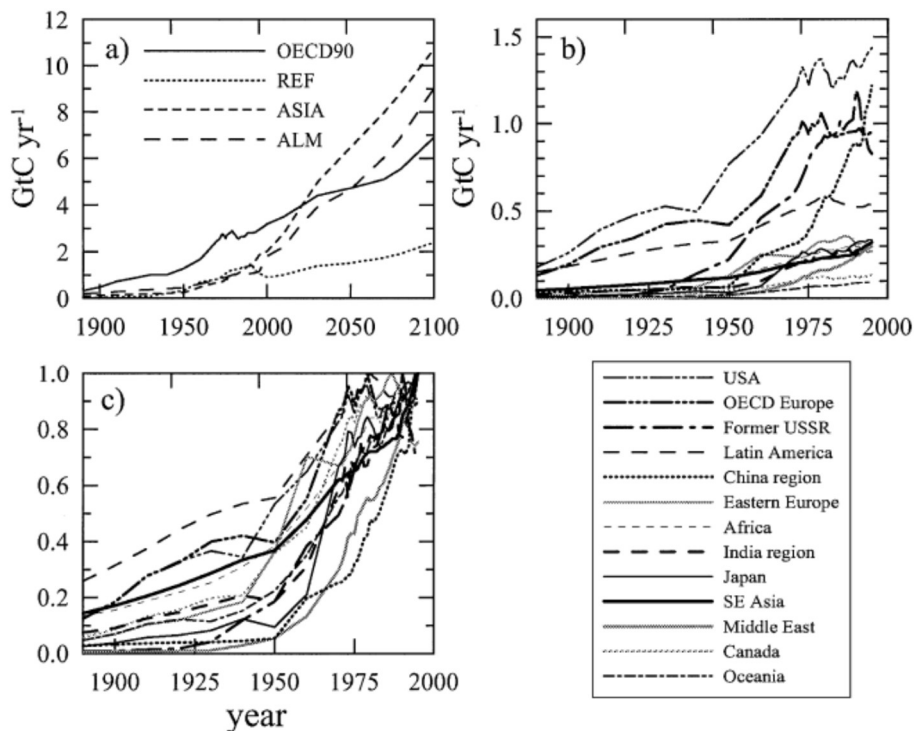 a)
12
10
8
6
4
2
0
GtC yr-1
OECD90
REF
ASIA
ALM
1900
1950
2000
2050
2100
b)
1.5
1.0
0.5
0.0
GtC yr-1
1900
1925
1950
1975
2000
c)
1.0
0.8
0.6
0.4
0.2
0.0
1900
1925
1950
1975
2000
year
USA
OECD Europe
Former USSR
Latin America
China region
Eastern Europe
Africa
India region
Japan
SE Asia
Middle East
Canada
Oceania